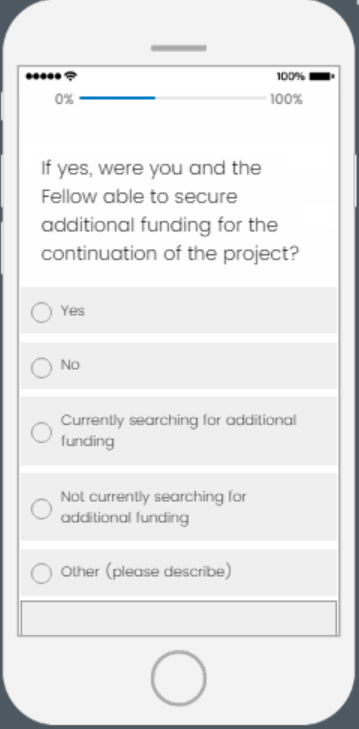 100%
0% 100%
If yes, were you and the
Fellow able to secure
additional funding for the
continuation of the project?
Yes
No
Currently searching for additional
funding
Not currently searching for
additional funding
Other (please describe)